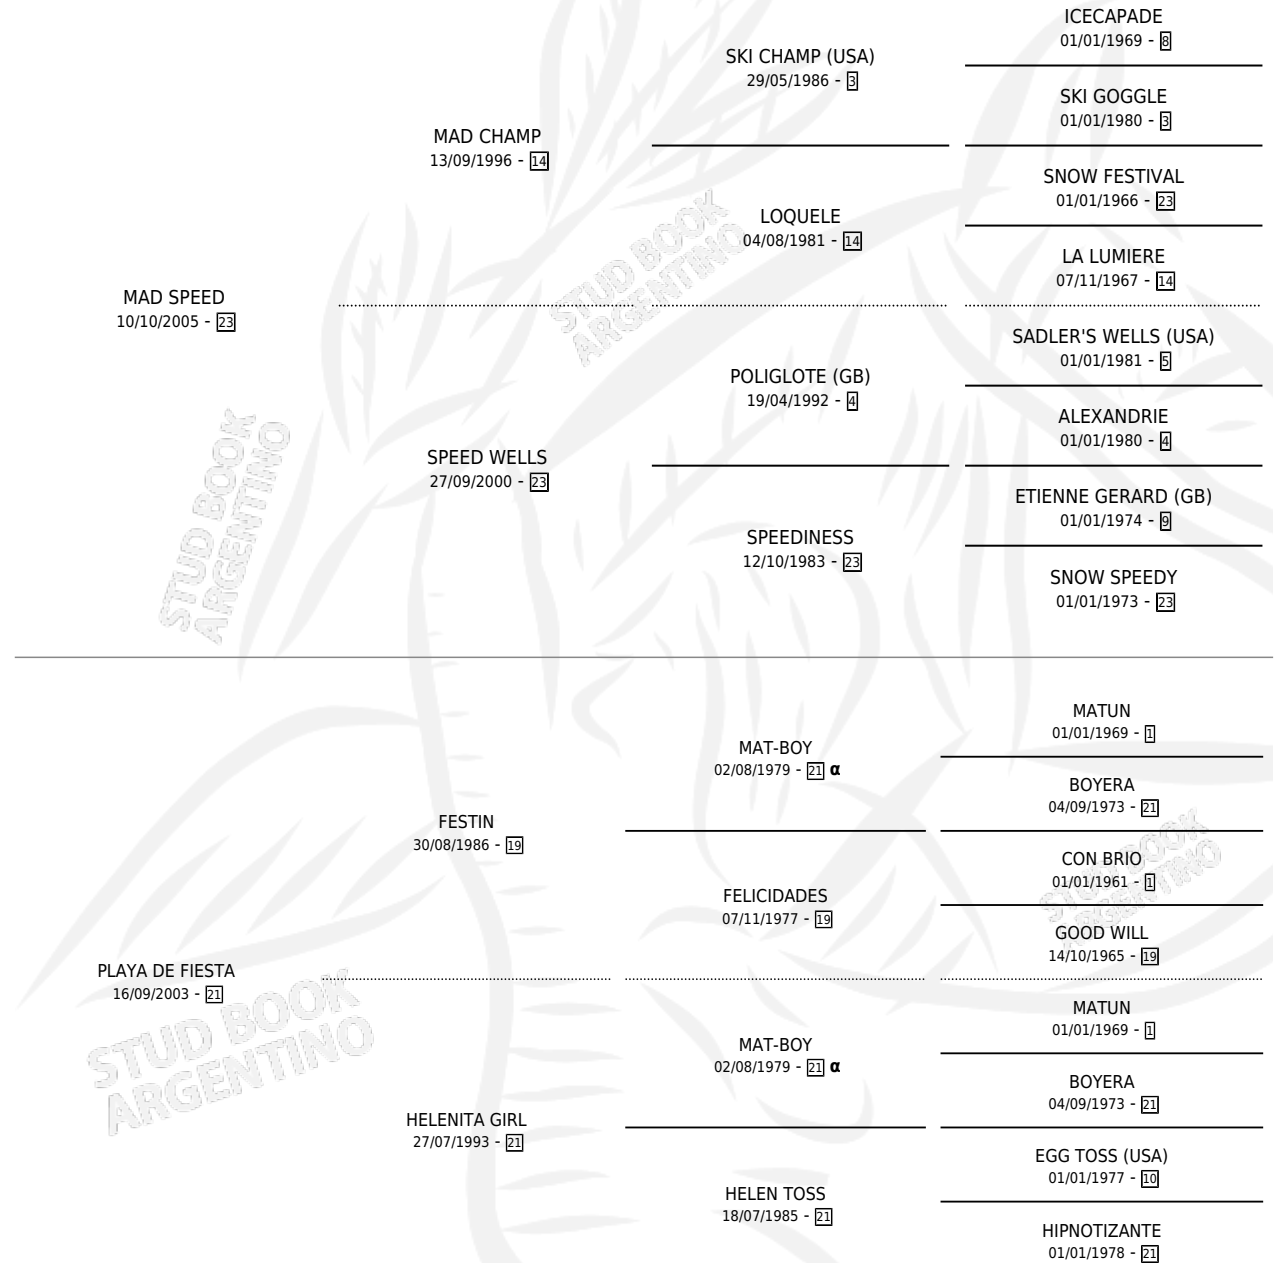 ICECAPADE
01/01/1969 - 8
SKI CHAMP (USA)
29/05/1986 - 3
SKI GOGGLE
01/01/1980 - 3
MAD CHAMP
13/09/1996 - 14
SNOW FESTIVAL
01/01/1966 - 23
LOQUELE
04/08/1981 - 14
LA LUMIERE
07/11/1967 - 14
MAD SPEED
10/10/2005 - 23
SADLER'S WELLS (USA)
01/01/1981 - 5
POLIGLOTE (GB)
19/04/1992 - 4
ALEXANDRIE
01/01/1980 - 4
SPEED WELLS
27/09/2000 - 23
ETIENNE GERARD (GB)
01/01/1974 - 9
SPEEDINESS
12/10/1983 - 23
SNOW SPEEDY
01/01/1973 - 23
MATUN
01/01/1969 - 1
MAT-BOY
02/08/1979 - 21 α
BOYERA
04/09/1973 - 21
FESTIN
30/08/1986 - 19
CON BRIO
01/01/1961 - 1
FELICIDADES
07/11/1977 - 19
GOOD WILL
14/10/1965 - 19
PLAYA DE FIESTA
16/09/2003 - 21
MATUN
01/01/1969 - 1
MAT-BOY
02/08/1979 - 21 α
BOYERA
04/09/1973 - 21
HELENITA GIRL
27/07/1993 - 21
EGG TOSS (USA)
01/01/1977 - 10
HELEN TOSS
18/07/1985 - 21
HIPNOTIZANTE
01/01/1978 - 21
STUD BOOK
ARGENTINO
STUD BOOK
ARGENTINO
STUD BOOK
ARGENTINO
STUD BOOK
ARGENTINO